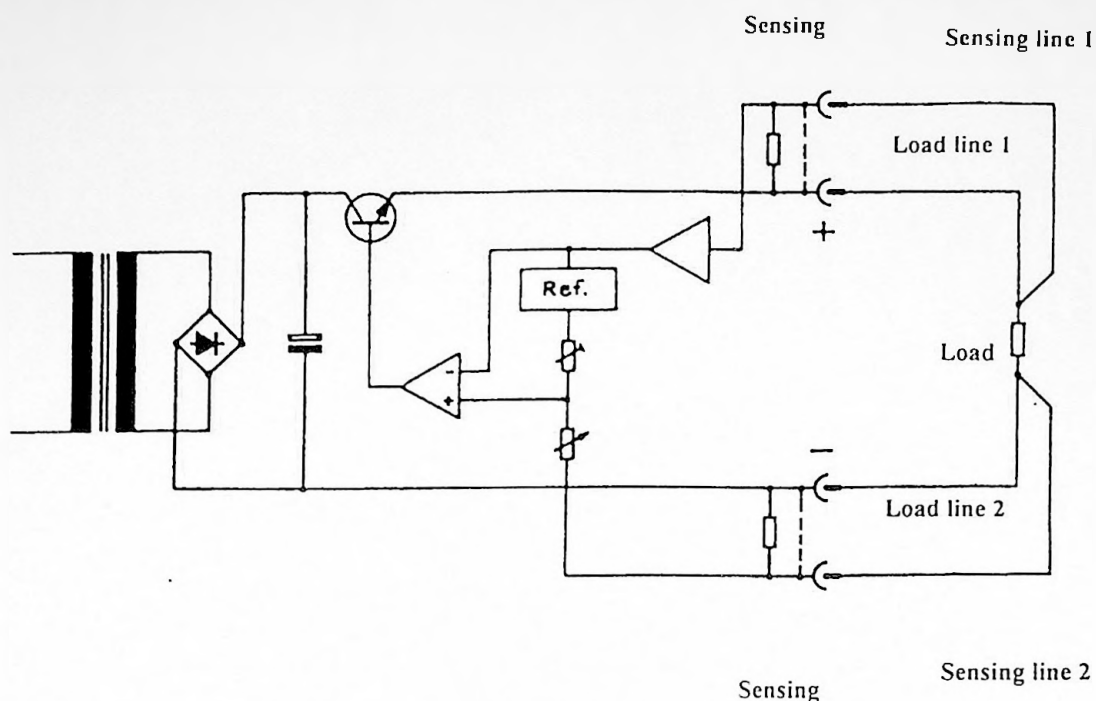 Sensing
Sensing line 1
Load line 1
+
Ref.
Load
-
+
−
Load line 2
Sensing line 2
Sensing